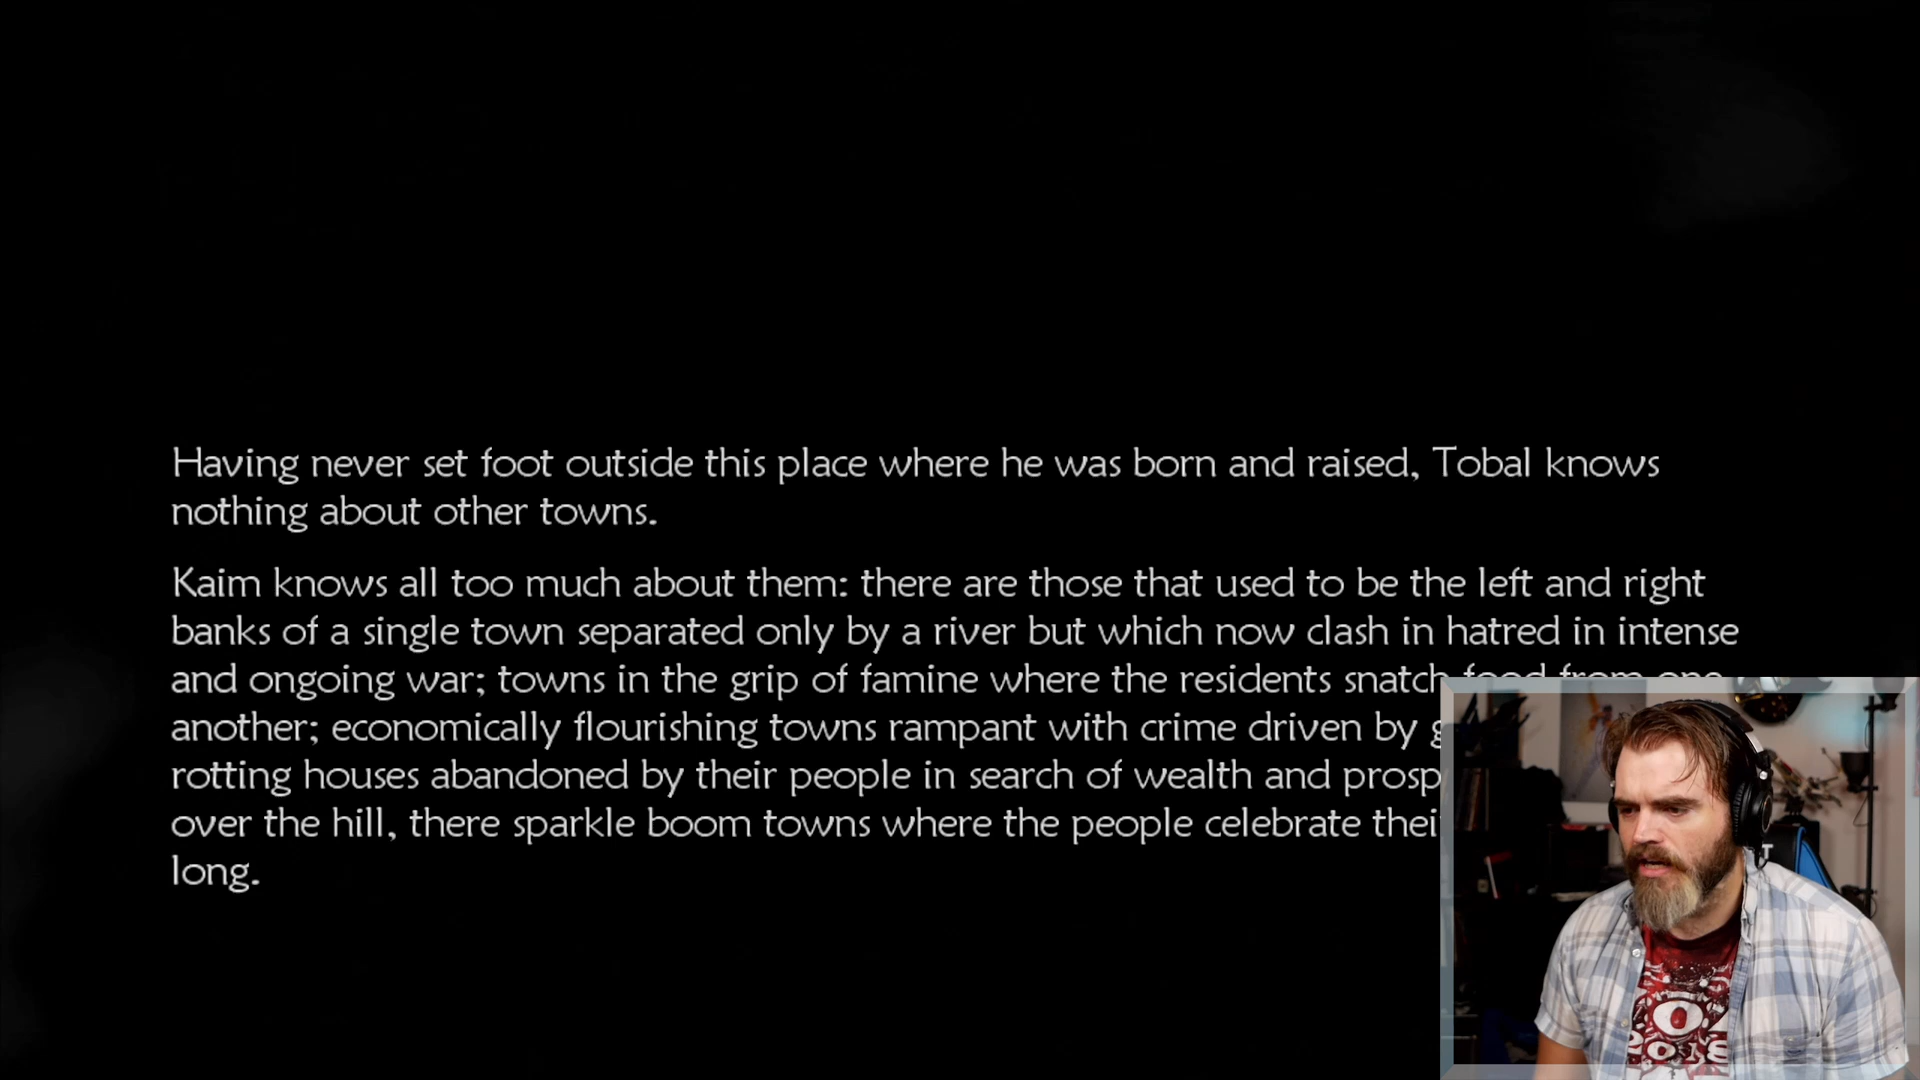 Having never set foot outside this place where he was born and raised, Tobal knows
nothing about other towns.
Kaim knows all too much about them: there are those that used to be the left and right
banks of a single town separated only by a river but which now clash in hatred in intense
and ongoing war; towns in the grip of famine where the residents snatch food from one
another; economically flourishing towns rampant with crime driven by
rotting houses abandoned by their people in search of wealth and
over the hill, there sparkle boom towns where the people celebrate
long.